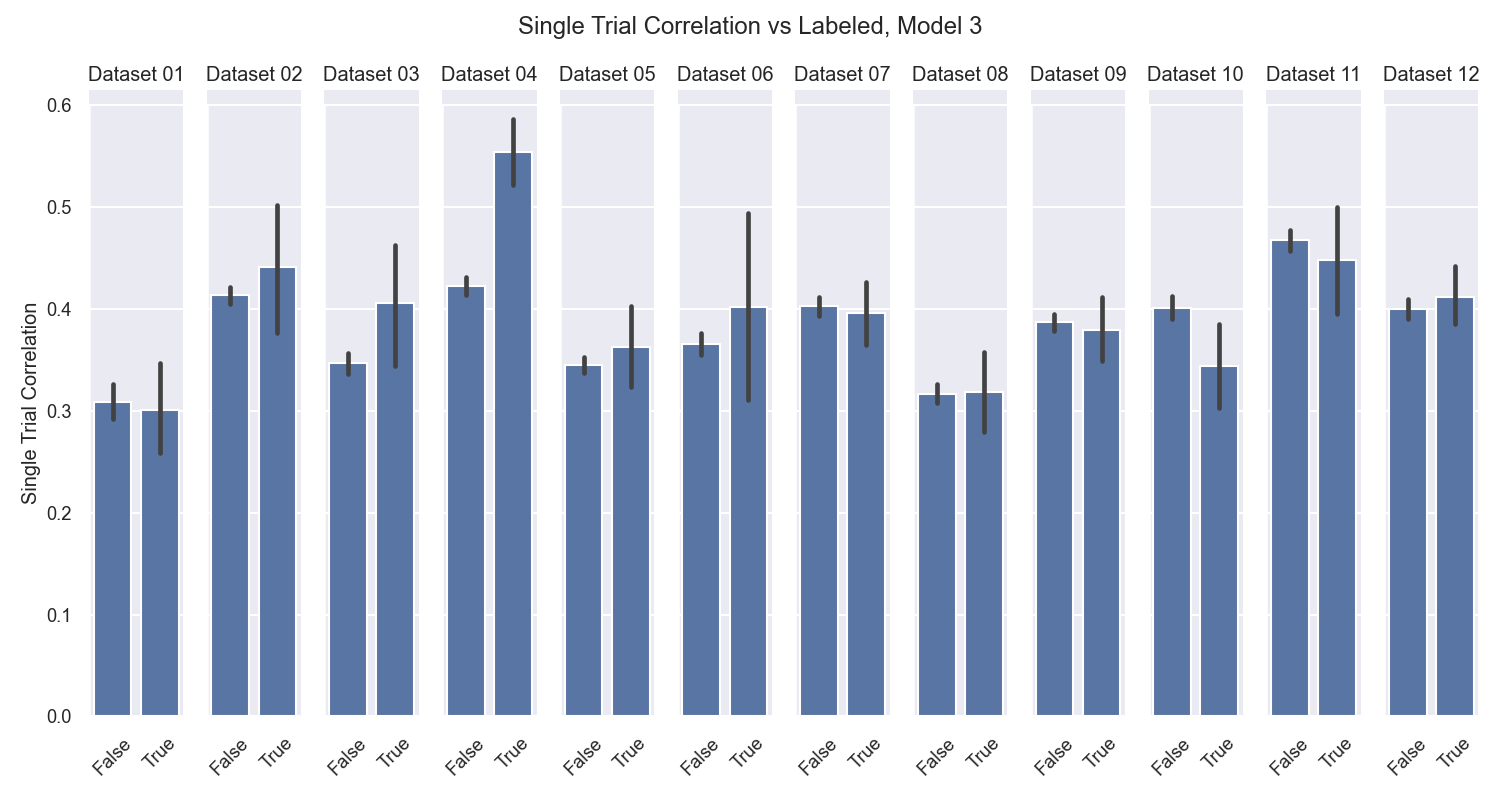 Single Trial Correlation vs Labeled, Model 3
Dataset 01 Dataset 02 Dataset 03 Dataset 04 Dataset 05 Dataset 06 Dataset 07 Dataset 08 Dataset 09 Dataset 10 Dataset 11 Dataset 12
0.6
0.5
0.4
0.3
0.2
0.1
0.0
Single Trial Correlation
False True False True False True False True False True False True False True False True False True False True False True False True